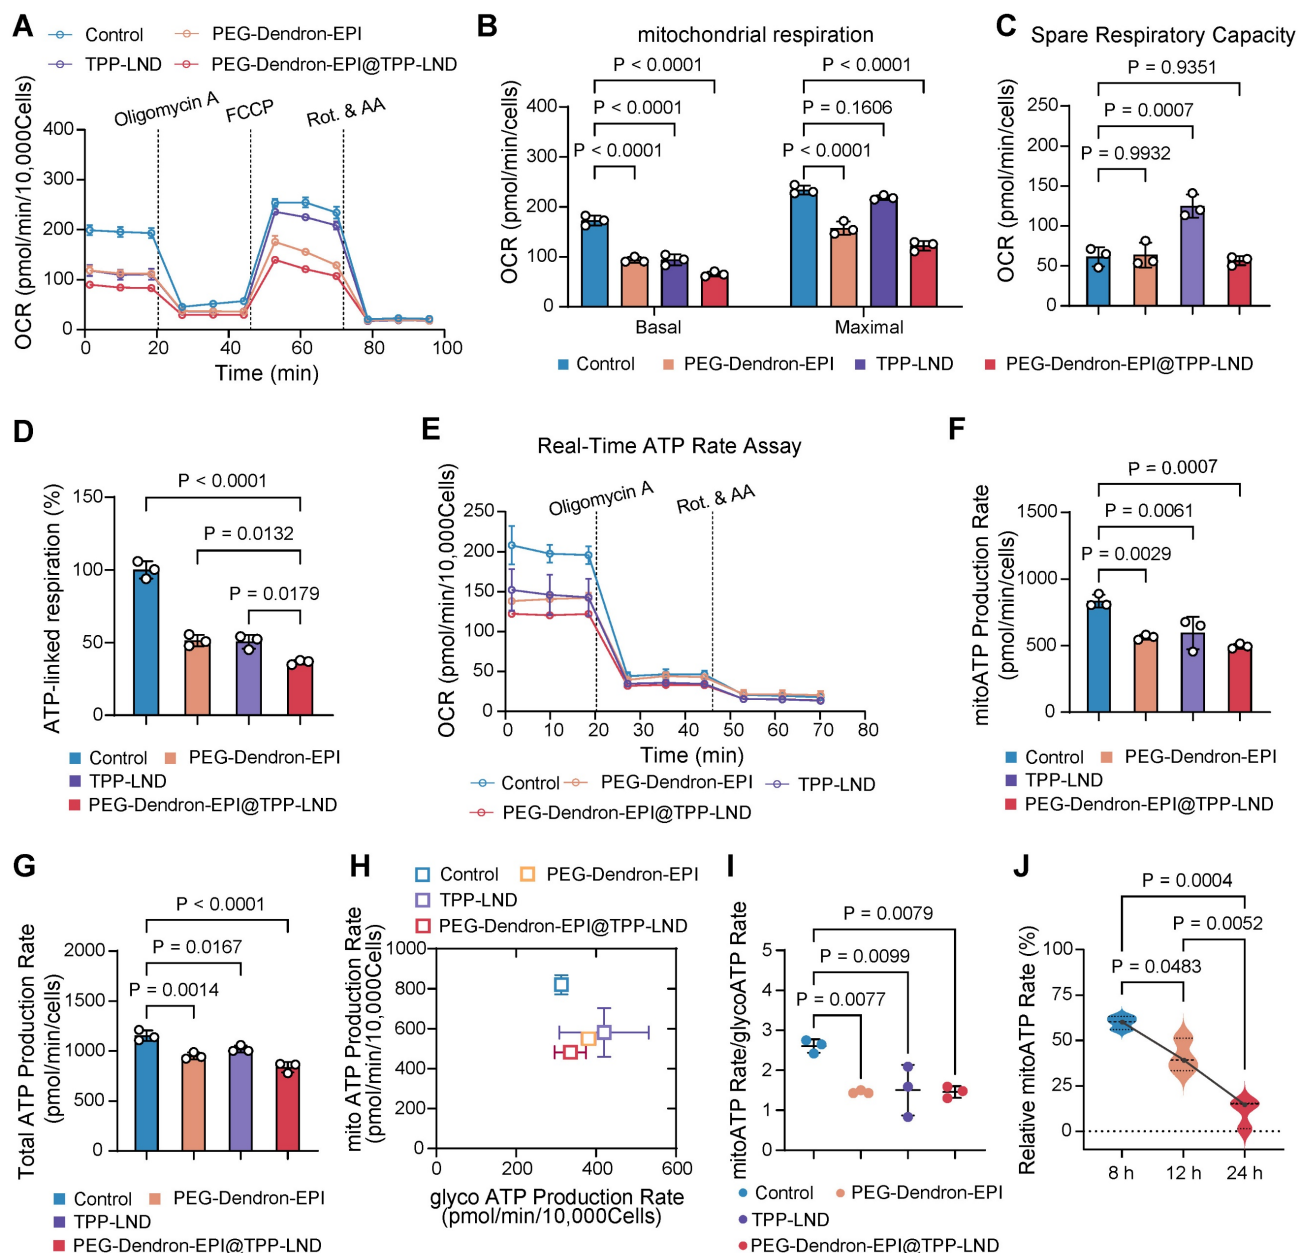 A
Control
PEG-Dendron-EPI
TPP-LND
PEG-Dendron-EPI@TPP-LND
Oligomycin A
FCCP
Rot. & AA
OCR (pmol/min/10,000Cells)
400
300
200
100
0
0 20 40 60 80 100
Time (min)
B
mitochondrial respiration
P < 0.0001
P < 0.0001
P < 0.0001
P < 0.0001
P = 0.1606
P < 0.0001
OCR (pmol/min/cells)
400
300
200
100
0
Basal
Maximal
Control
PEG-Dendron-EPI
TPP-LND
PEG-Dendron-EPI@TPP-LND
C
Spare Respiratory Capacity
P = 0.9351
P = 0.0007
P = 0.9932
OCR (pmol/min/cells)
250
200
150
100
50
0
D
P < 0.0001
P = 0.0132
P = 0.0179
ATP-linked respiration (%)
150
100
50
0
Control
PEG-Dendron-EPI
TPP-LND
PEG-Dendron-EPI@TPP-LND
E
Real-Time ATP Rate Assay
Oligomycin A
Rot. & AA
OCR (pmol/min/10,000Cells)
250
200
150
100
50
0
0 10 20 30 40 50 60 70 80
Time (min)
Control
PEG-Dendron-EPI
TPP-LND
PEG-Dendron-EPI@TPP-LND
F
P = 0.0007
P = 0.0061
P = 0.0029
mitoATP Production Rate
(pmol/min/cells)
1500
1000
500
0
Control
PEG-Dendron-EPI
TPP-LND
PEG-Dendron-EPI@TPP-LND
G
P < 0.0001
P = 0.0167
P = 0.0014
Total ATP Production Rate
(pmol/min/cells)
2000
1500
1000
500
0
Control
PEG-Dendron-EPI
TPP-LND
PEG-Dendron-EPI@TPP-LND
H
Control
PEG-Dendron-EPI
TPP-LND
PEG-Dendron-EPI@TPP-LND
mito ATP Production Rate
(pmol/min/10,000Cells)
1000
800
600
400
200
0
0 200 400 600
glyco ATP Production Rate
(pmol/min/10,000Cells)
I
P = 0.0079
P = 0.0099
P = 0.0077
mitoATP Rate/glycoATP Rate
5
4
3
2
1
0
Control
PEG-Dendron-EPI
TPP-LND
PEG-Dendron-EPI@TPP-LND
J
P = 0.0004
P = 0.0052
P = 0.0483
Relative mitoATP Rate (%)
100
75
50
25
0
8 h 12 h 24 h